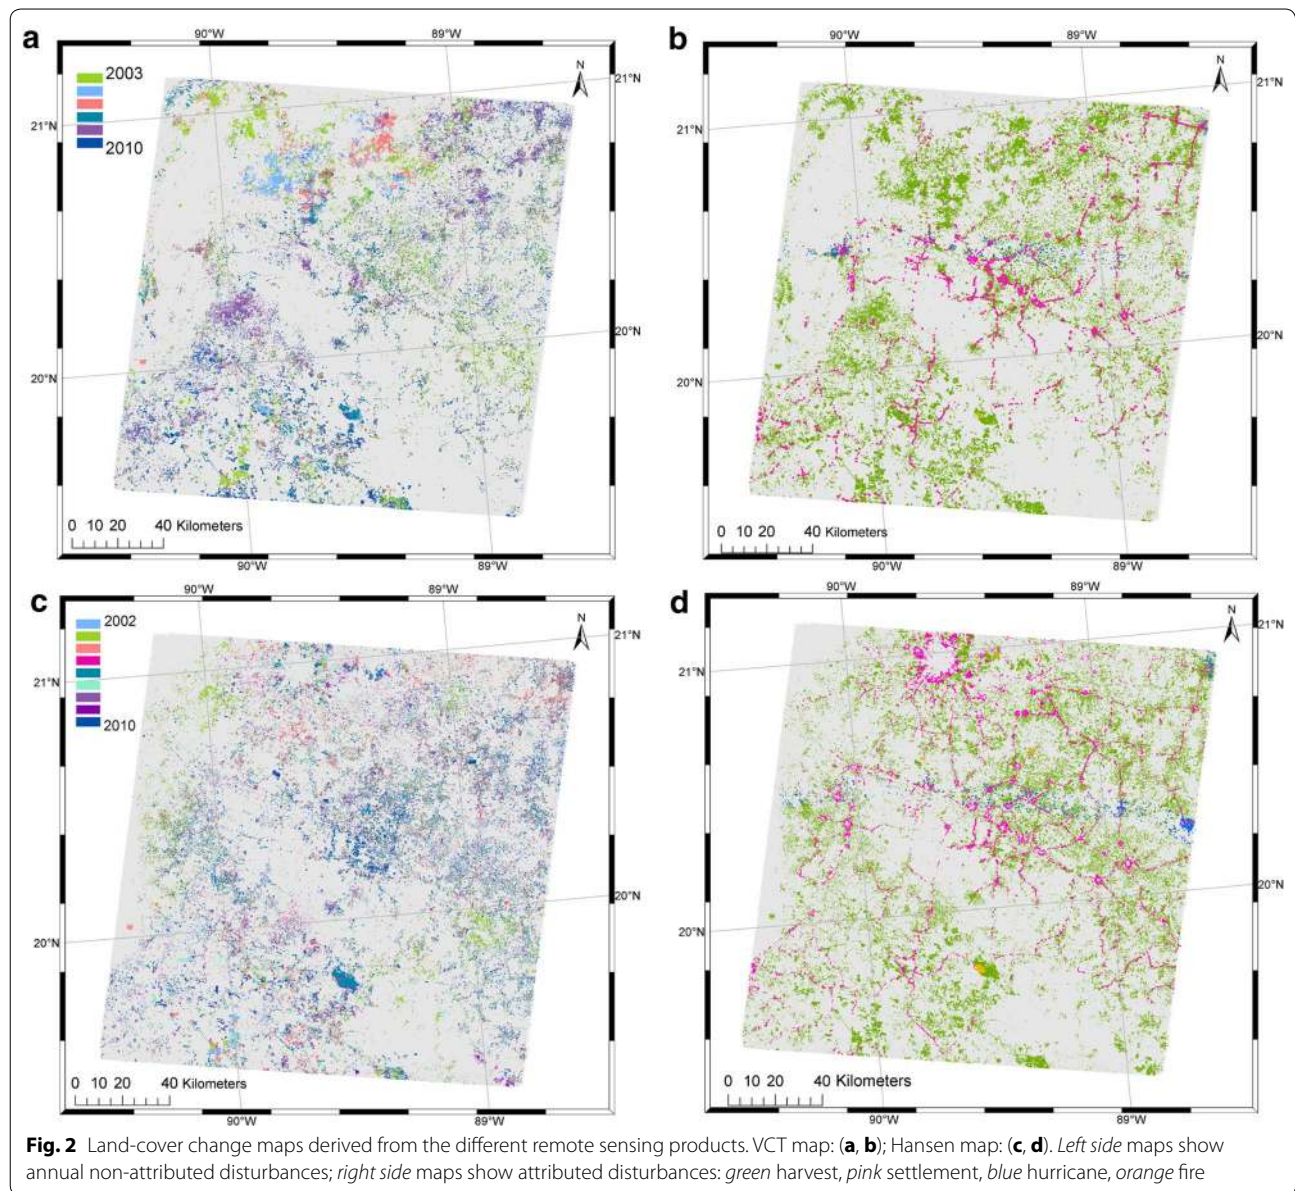 a
90°W
89°W
N
21°N
2003
2010
21°N
20°N
20°N
0 10 20 40 Kilometers
90°W
89°W
b
90°W
89°W
N
21°N
21°N
20°N
20°N
0 10 20 40 Kilometers
90°W
89°W
c
90°W
89°W
N
21°N
2002
2010
21°N
20°N
20°N
0 10 20 40 Kilometers
90°W
89°W
d
90°W
89°W
N
21°N
21°N
20°N
20°N
0 10 20 40 Kilometers
90°W
89°W
Fig. 2 Land-cover change maps derived from the different remote sensing products. VCT map: (a, b); Hansen map: (c, d). Left side maps show
annual non-attributed disturbances; right side maps show attributed disturbances: green harvest, pink settlement, blue hurricane, orange fire